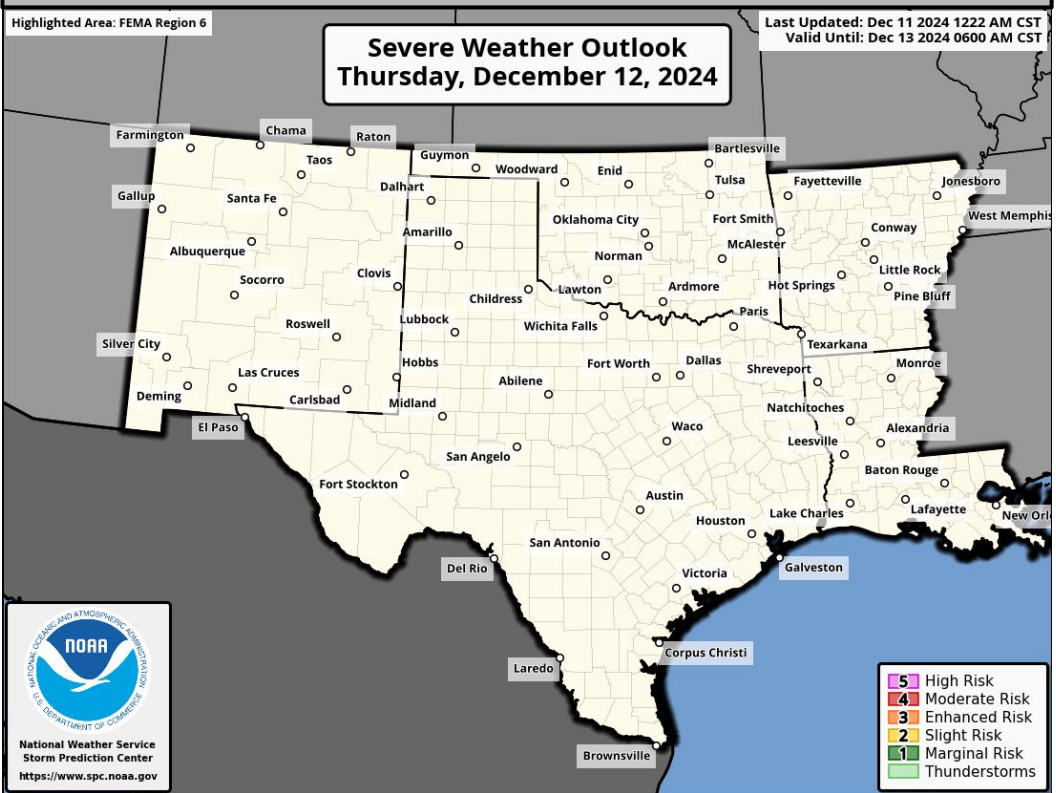 Highlighted Area: FEMA Region 6
Last Updated: Dec 11 2024 1222 AM CST
Valid Until: Dec 13 2024 0600 AM CST
Severe Weather Outlook
Thursday, December 12, 2024
Farmington
Chama
Raton
Taos
Guymon
Woodward
Enid
Bartlesville
Tulsa
Fayetteville
Jonesboro
Gallup
Santa Fe
Dalhart
Oklahoma City
Fort Smith
West Memphis
Albuquerque
Amarillo
Norman
McAlester
Conway
Socorro
Clovis
Childress
Lawton
Ardmore
Hot Springs
Little Rock
Pine Bluff
Roswell
Lubbock
Wichita Falls
Paris
Texarkana
Silver City
Las Cruces
Hobbs
Abilene
Fort Worth
Dallas
Shreveport
Monroe
Deming
Carlsbad
Midland
Natchitoches
El Paso
San Angelo
Waco
Leesville
Alexandria
Fort Stockton
Baton Rouge
Austin
Houston
Lake Charles
Lafayette
New Orl
Del Rio
San Antonio
Galveston
Victoria
Laredo
Corpus Christi
Brownsville
NATIONAL OCEANIC AND ATMOSPHERIC ADMINISTRATION
NOAA
U.S. DEPARTMENT OF COMMERCE
National Weather Service
Storm Prediction Center
https://www.spc.noaa.gov
5 High Risk
4 Moderate Risk
3 Enhanced Risk
2 Slight Risk
1 Marginal Risk
Thunderstorms